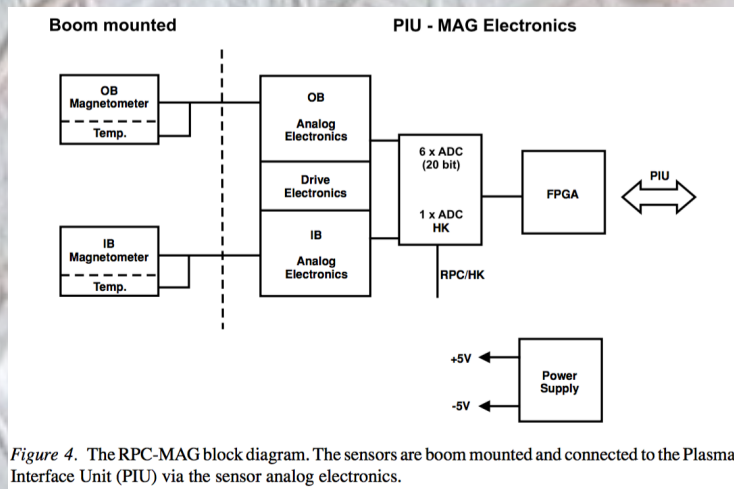 Boom mounted
PIU - MAG Electronics
OB
Magnetometer
Temp.
OB
Analog
Electronics
Drive
Electronics
IB
Analog
Electronics
IB
Magnetometer
Temp.
6 x ADC
(20 bit)
1 x ADC
HK
RPC/HK
FPGA
PIU
+5V
-5V
Power
Supply
Figure 4. The RPC-MAG block diagram. The sensors are boom mounted and connected to the Plasma
Interface Unit (PIU) via the sensor analog electronics.